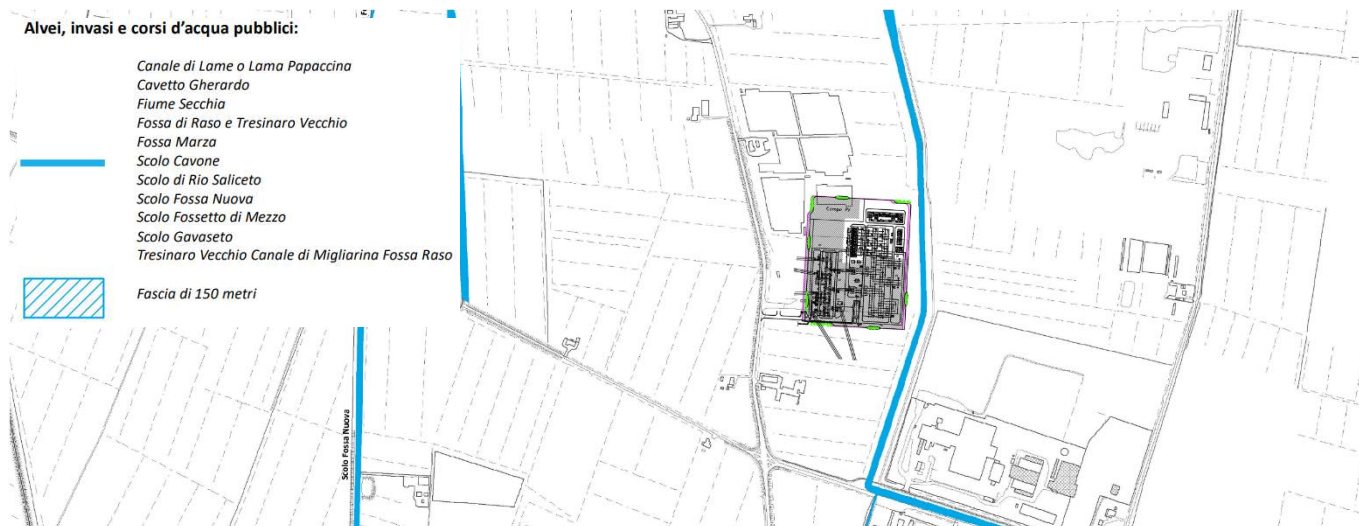 Alvei, invasi e corsi d'acqua pubblici:
Canale di Lame o Lama Papaccina
Cavetto Gherardo
Fiume Secchia
Fossa di Raso e Tresinaro Vecchio
Fossa Marza
Scolo Cavone
Scolo di Rio Saliceto
Scolo Fossa Nuova
Scolo Fossetto di Mezzo
Scolo Gavaseto
Tresinaro Vecchio Canale di Migliarina Fossa Raso
Fascia di 150 metri
Campo PV
Scolo Fossa Nuova